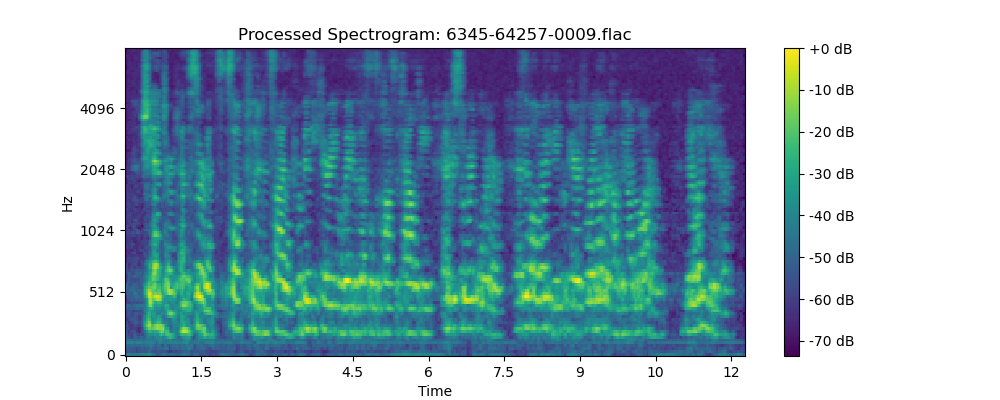 Processed Spectrogram: 6345-64257-0009.flac
Hz
4096
2048
1024
512
0
0 1.5 3 4.5 6 7.5 9 10 12
Time
+0 dB
-10 dB
-20 dB
-30 dB
-40 dB
-50 dB
-60 dB
-70 dB